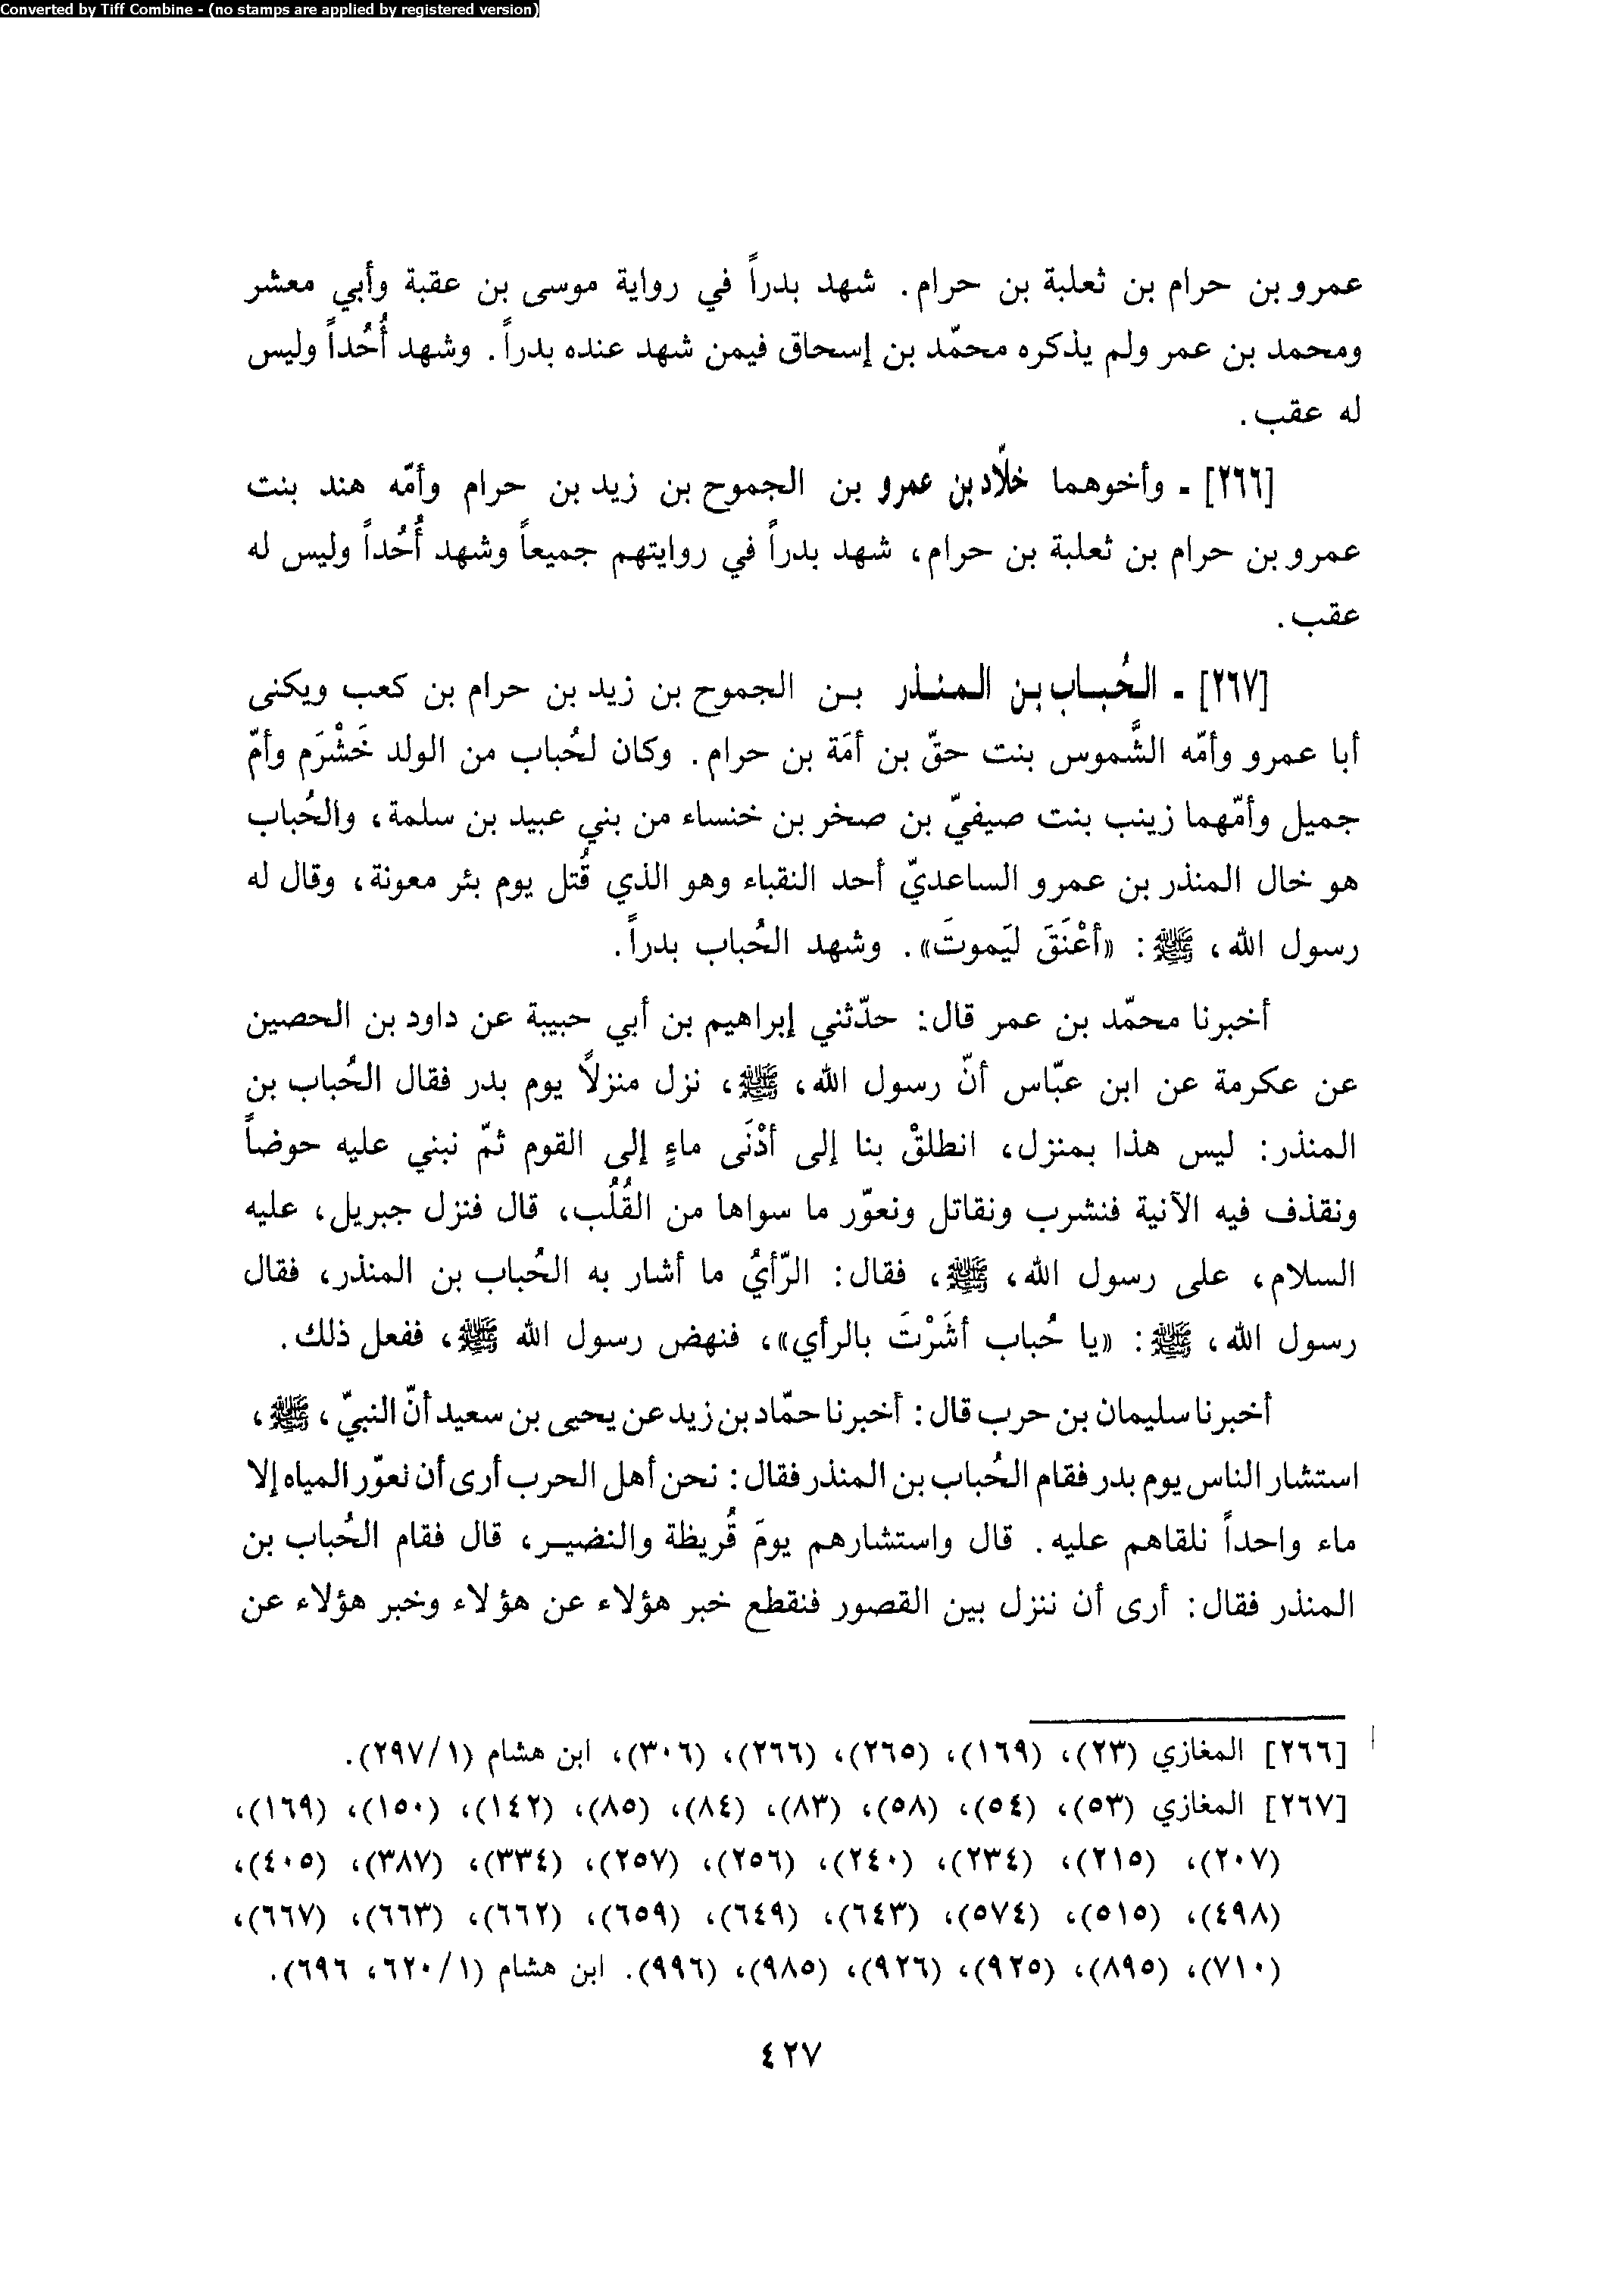 Converted by Tiff Combine - (no stamps are applied by registered version)
عمرو بن حرام بن ثعلبة بن حرام. شهد بدراً في رواية موسى بن عقبة وأبي معشر
ومحمد بن عمر ولم يذكره محمّد بن إسحاق فيمن شهد عنده بدراً. وشهد أُحُداً وليس
له عقب.
[٢٦٦] - وأخوهما خلّاد بن عمرو بن الجموح بن زيد بن حرام وأمّه هند بنت
عمرو بن حرام بن ثعلبة بن حرام، شهد بدراً في روايتهم جميعاً وشهد أُحُداً وليس له
عقب.
[٢٦٧] - الحُباب بن المنذر بن الجموح بن زيد بن حرام بن كعب ويكنى
أبا عمرو وأمّه الشَّموس بنت حقّ بن أمَة بن حرام. وكان لحُباب من الولد خَشْرَم وأمّ
جميل وأمّهما زينب بنت صيفيّ بن صخر بن خنساء من بني عبيد بن سلمة، والحُباب
هو خال المنذر بن عمرو الساعديّ أحد النقباء وهو الذي قُتل يوم بئر معونة، وقال له
رسول الله، ﷺ: «أعْنَقَ ليَموتَ». وشهد الحُباب بدراً.
أخبرنا محمّد بن عمر قال: حدّثني إبراهيم بن أبي حبيبة عن داود بن الحصين
عن عكرمة عن ابن عبّاس أنّ رسول الله، ﷺ، نزل منزلاً يوم بدر فقال الحُباب بن
المنذر: ليس هذا بمنزل، انطلقْ بنا إلى أدْنَى ماءٍ إلى القوم ثمّ نبني عليه حوضاً
ونقذف فيه الآنية فنشرب ونقاتل ونعوّر ما سواها من القُلُب، قال فنزل جبريل، عليه
السلام، على رسول الله، ﷺ، فقال: الرّأيُ ما أشار به الحُباب بن المنذر، فقال
رسول الله، ﷺ: «يا حُباب أشَرْتَ بالرأي»، فنهض رسول الله ﷺ، ففعل ذلك.
أخبرنا سليمان بن حرب قال: أخبرنا حمّاد بن زيد عن يحيى بن سعيد أنّ النبيّ، ﷺ،
استشار الناس يوم بدر فقام الحُباب بن المنذر فقال: نحن أهل الحرب أرى أن نعوّر المياه إلا
ماء واحداً نلقاهم عليه. قال واستشارهم يومَ قُريظة والنضير، قال فقام الحُباب بن
المنذر فقال: أرى أن ننزل بين القصور فنقطع خبر هؤلاء عن هؤلاء وخبر هؤلاء عن
[٢٦٦] المغازي (٢٣)، (١٦٩)، (٢٦٥)، (٢٦٦)، (٣٠٦)، ابن هشام (٢٩٧/١).
[٢٦٧] المغازي (٥٣)، (٥٤)، (٥٨)، (٨٣)، (٨٤)، (٨٥)، (١٤٢)، (١٥٠)، (١٦٩)،
(٢٠٧)، (٢١٥)، (٢٣٤)، (٢٤٠)، (٢٥٦)، (٢٥٧)، (٣٣٤)، (٣٨٧)، (٤٠٥)،
(٤٩٨)، (٥١٥)، (٥٧٤)، (٦٤٣)، (٦٤٩)، (٦٥٩)، (٦٦٢)، (٦٦٣)، (٦٦٧)،
(٧١٠)، (٨٩٥)، (٩٢٥)، (٩٢٦)، (٩٨٥)، (٩٩٦). ابن هشام (٦٢٠/١، ٦٩٦).
٤٢٧